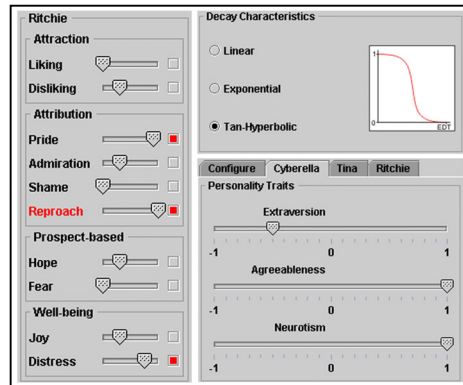 Ritchie
Attraction
Liking
Disliking
Attribution
Pride
Admiration
Shame
Reproach
Prospect-based
Hope
Fear
Well-being
Joy
Distress
Decay Characteristics
Linear
Exponential
Tan-Hyperbolic
1
0
EDT
Configure Cyberella Tina Ritchie
Personality Traits
Extraversion
-1 0 1
Agreeableness
-1 0 1
Neurotism
-1 0 1